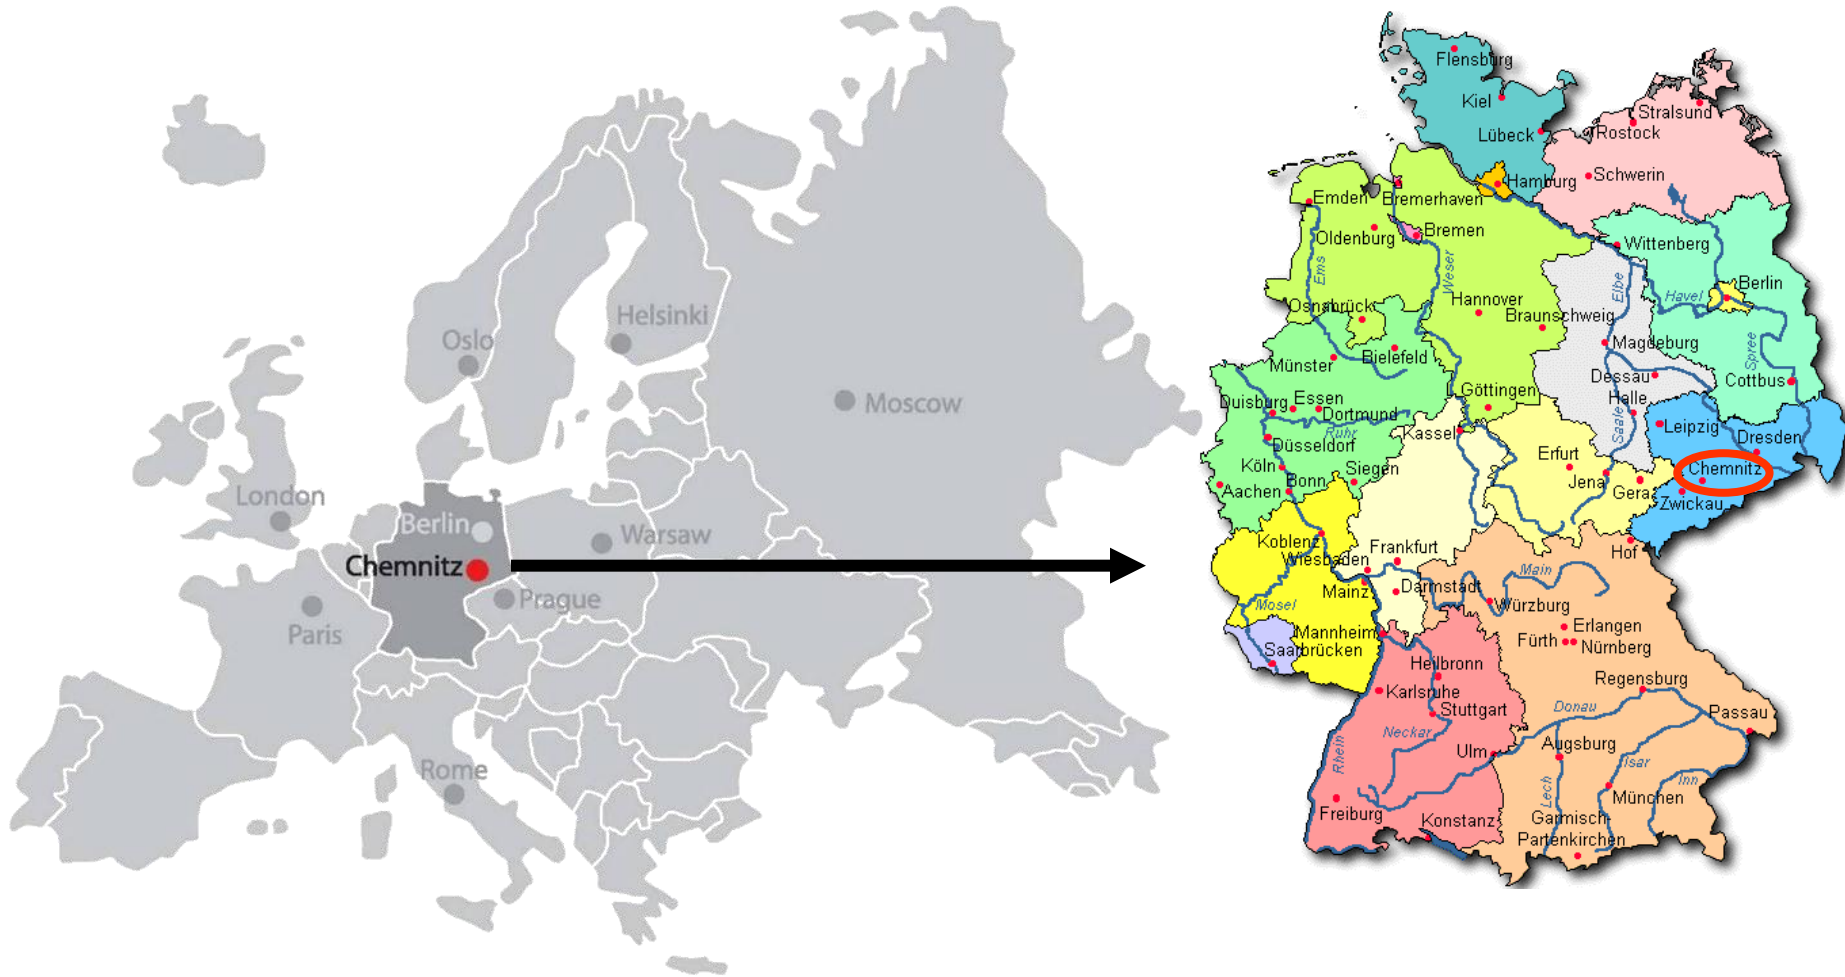 Oslo
Helsinki
Moscow
London
Berlin
Warsaw
Chemnitz
Prague
Paris
Rome
Flensburg
Kiel
Stralsund
Lübeck
Rostock
Schwerin
Hamburg
Emden
Bremerhaven
Oldenburg
Bremen
Wittenberg
Ems
Weser
Elbe
Havel
Berlin
Hannover
Osnabrück
Braunschweig
Magdeburg
Bielefeld
Münster
Spree
Dessau
Cottbus
Göttingen
Essen
Duisburg
Dortmund
Halle
Saale
Leipzig
Ruhr
Kassel
Dresden
Düsseldorf
Erfurt
Köln
Siegen
Chemnitz
Jena
Bonn
Aachen
Gera
Zwickau
Koblenz
Hof
Frankfurt
Wiesbaden
Main
Mainz
Darmstadt
Mosel
Würzburg
Erlangen
Mannheim
Fürth
Nürnberg
Saarbrücken
Heilbronn
Regensburg
Karlsruhe
Stuttgart
Donau
Passau
Neckar
Rhein
Ulm
Augsburg
Isar
Inn
Lech
München
Freiburg
Konstanz
Garmisch-
Partenkirchen